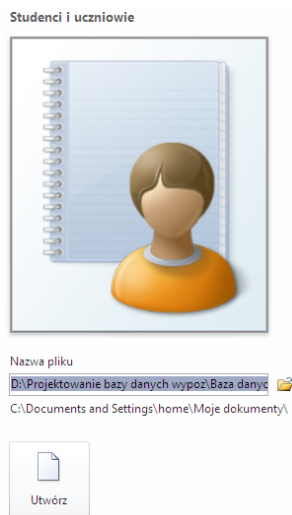 Studenci i uczniowie
Nazwa pliku
D:\Projektowanie bazy danych wypoz\Baza danyc
C:\Documents and Settings\home\Moje dokumenty\
Utwórz